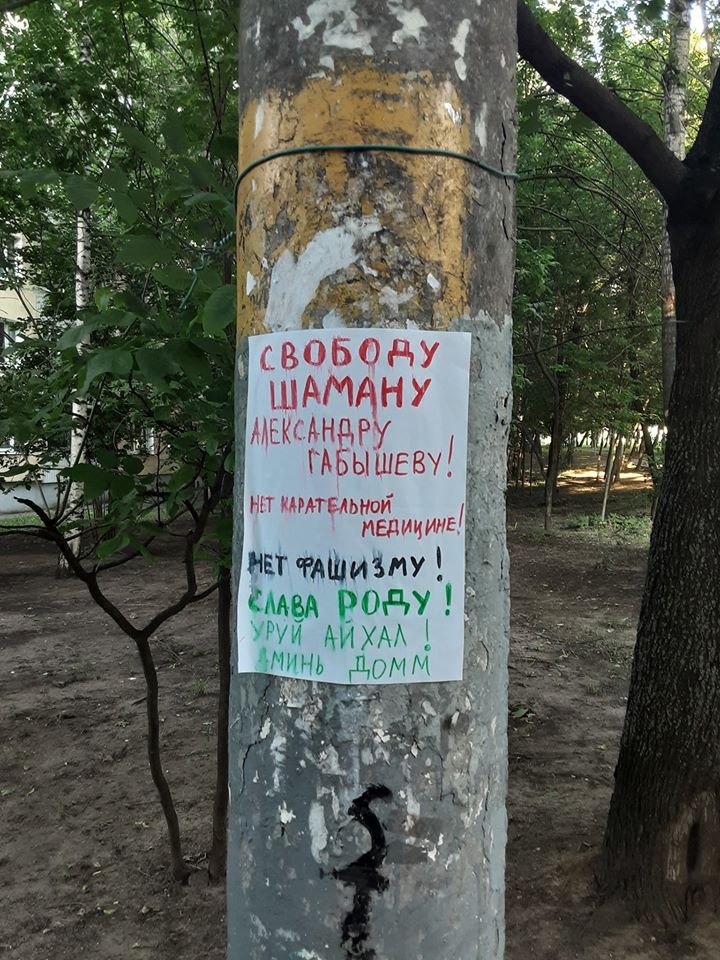 СВОБОДУ
ШАМАНУ
АЛЕКСАНДРУ
ГАБЫШЕВУ!
НЕТ КАРАТЕЛЬНОЙ
МЕДИЦИНЕ!
НЕТ ФАШИЗМУ!
СЛАВА РОДУ!
УРУЙ АЙХАЛ!
АМИНЬ ДОММ